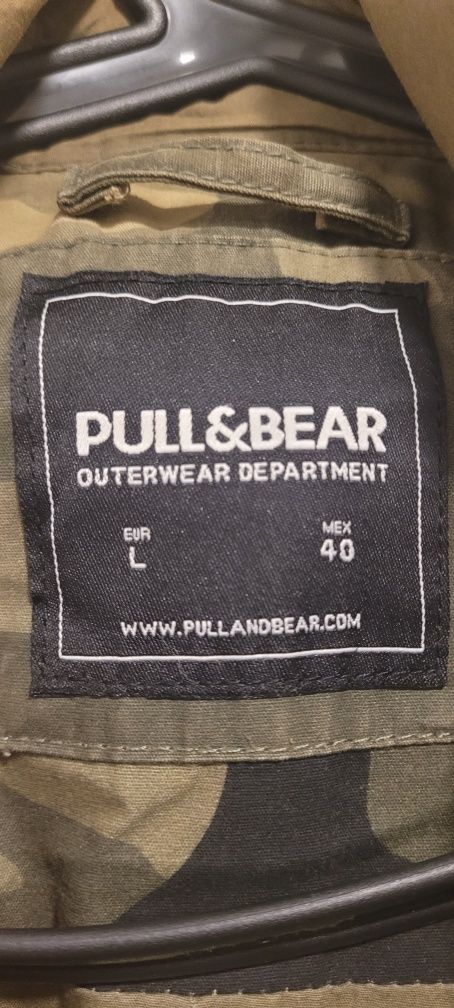 PULL&BEAR
OUTERWEAR DEPARTMENT
EUR MEX
L 40
WWW.PULLANDBEAR.COM